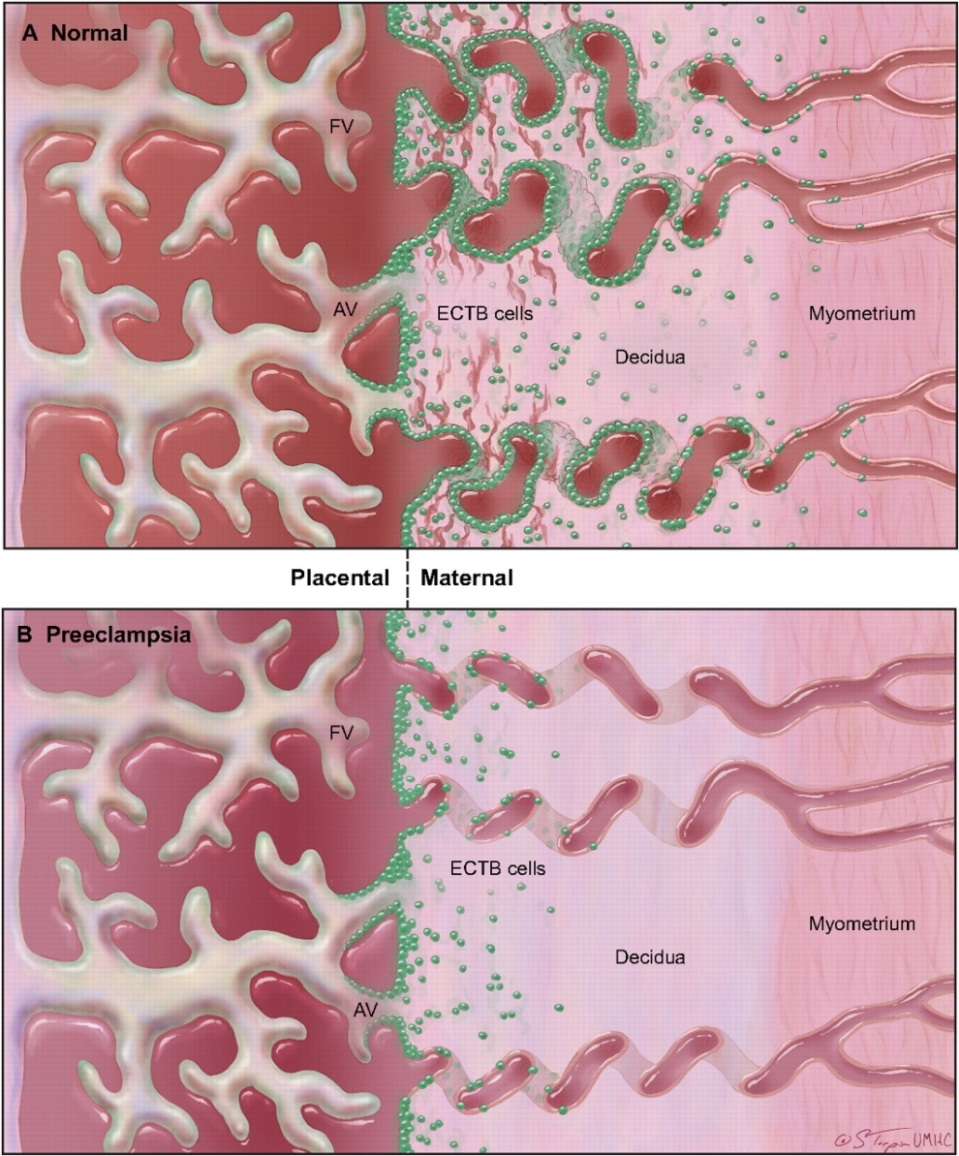 A Normal
FV
AV
ECTB cells
Decidua
Myometrium
Placental
Maternal
B Preeclampsia
FV
ECTB cells
Myometrium
Decidua
AV
UMHC